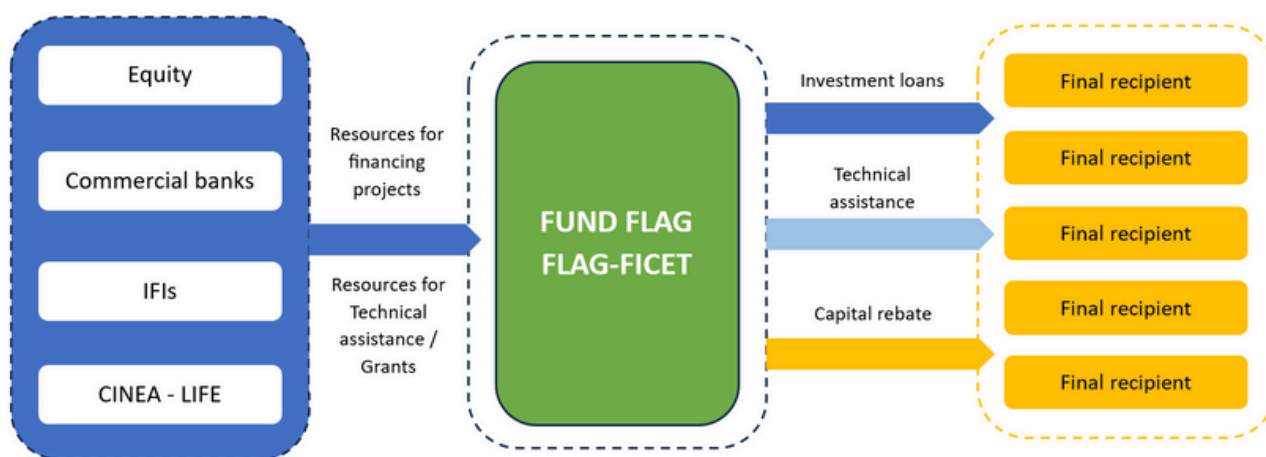 Equity
Commercial banks
IFIs
CINEA - LIFE
Resources for
financing
projects
Resources for
Technical
assistance /
Grants
FUND FLAG
FLAG-FICET
Investment loans
Technical
assistance
Capital rebate
Final recipient
Final recipient
Final recipient
Final recipient
Final recipient